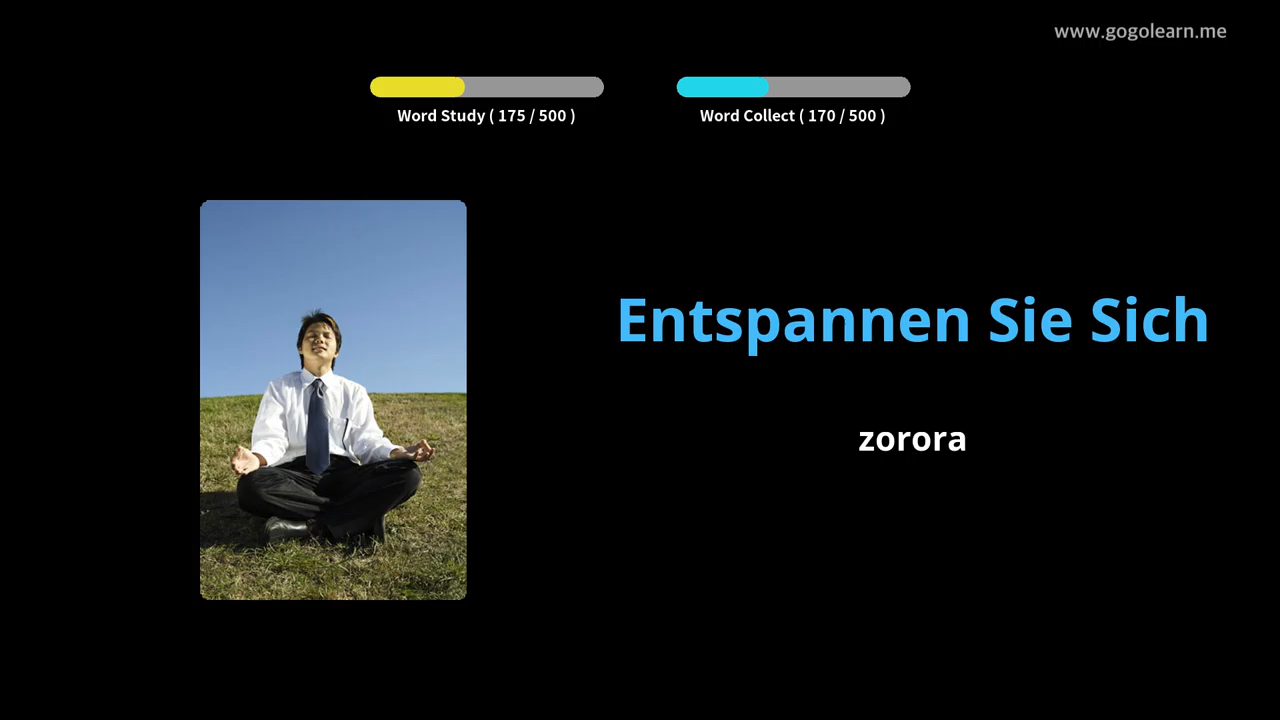 www.gogolearn.me
Word Study ( 175 / 500 )
Word Collect ( 170 / 500 )
Entspannen Sie Sich
zorora